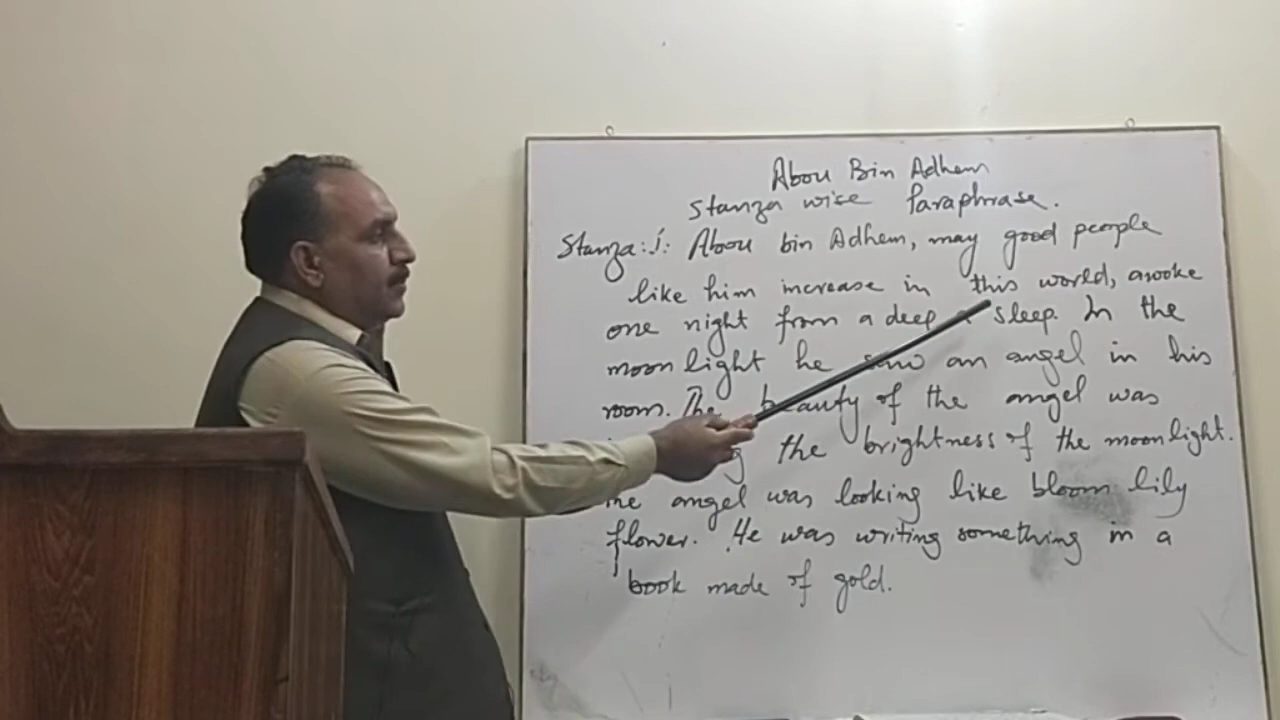 Abou Bin Adhem
Stanza wise Paraphrase.
Stanza:1: Abou bin Adhem, may good people
like him increase in this world, awoke
one night from a deep sleep. In the
moon light he saw an angel in his
room. The beauty of the angel was
the brightness of the moonlight.
The angel was looking like bloom lily
flower. He was writing something in a
book made of gold.